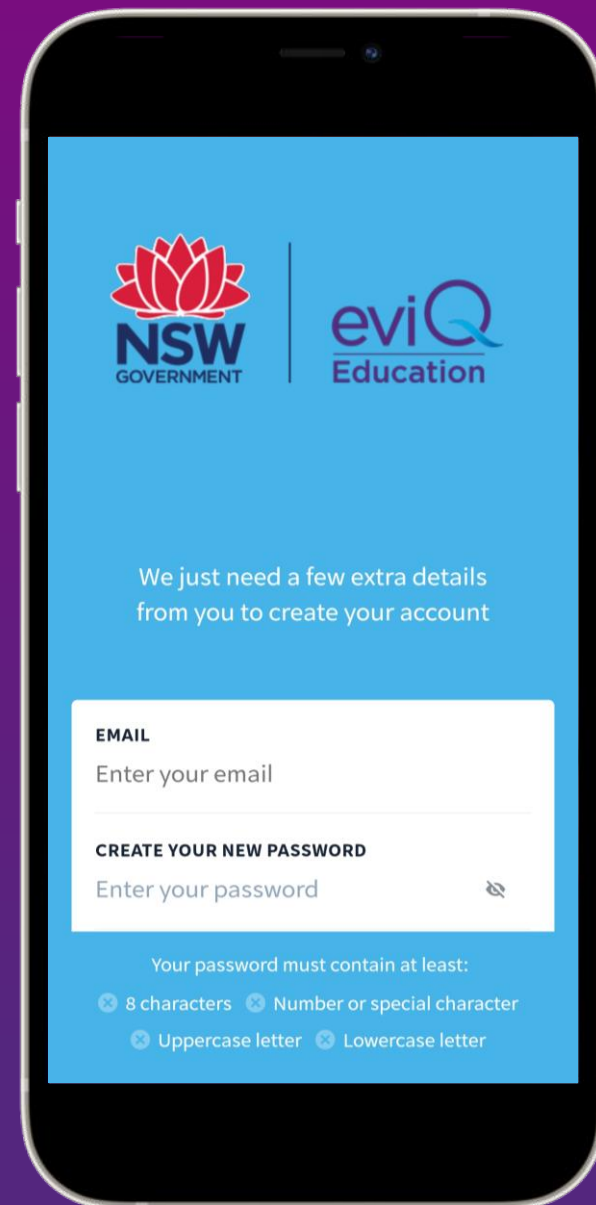 NSW
GOVERNMENT
eviQ
Education
We just need a few extra details
from you to create your account
EMAIL
Enter your email
CREATE YOUR NEW PASSWORD
Enter your password
Your password must contain at least:
8 characters Number or special character
Uppercase letter Lowercase letter